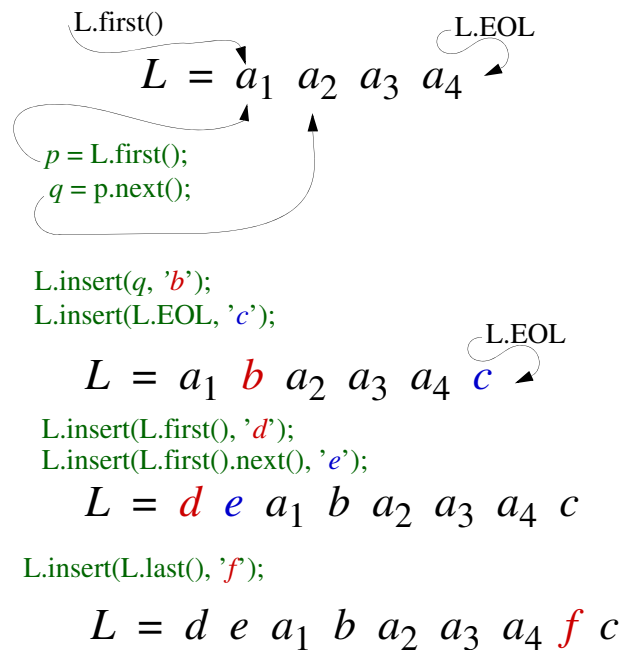 L.first()
L.EOL
L = a₁ a₂ a₃ a₄
p = L.first();
q = p.next();
L.insert(q, ’b’);
L.insert(L.EOL, ’c’);
L.EOL
L = a₁ b a₂ a₃ a₄ c
L.insert(L.first(), ’d’);
L.insert(L.first().next(), ’e’);
L = d e a₁ b a₂ a₃ a₄ c
L.insert(L.last(), ’f’);
L = d e a₁ b a₂ a₃ a₄ f c